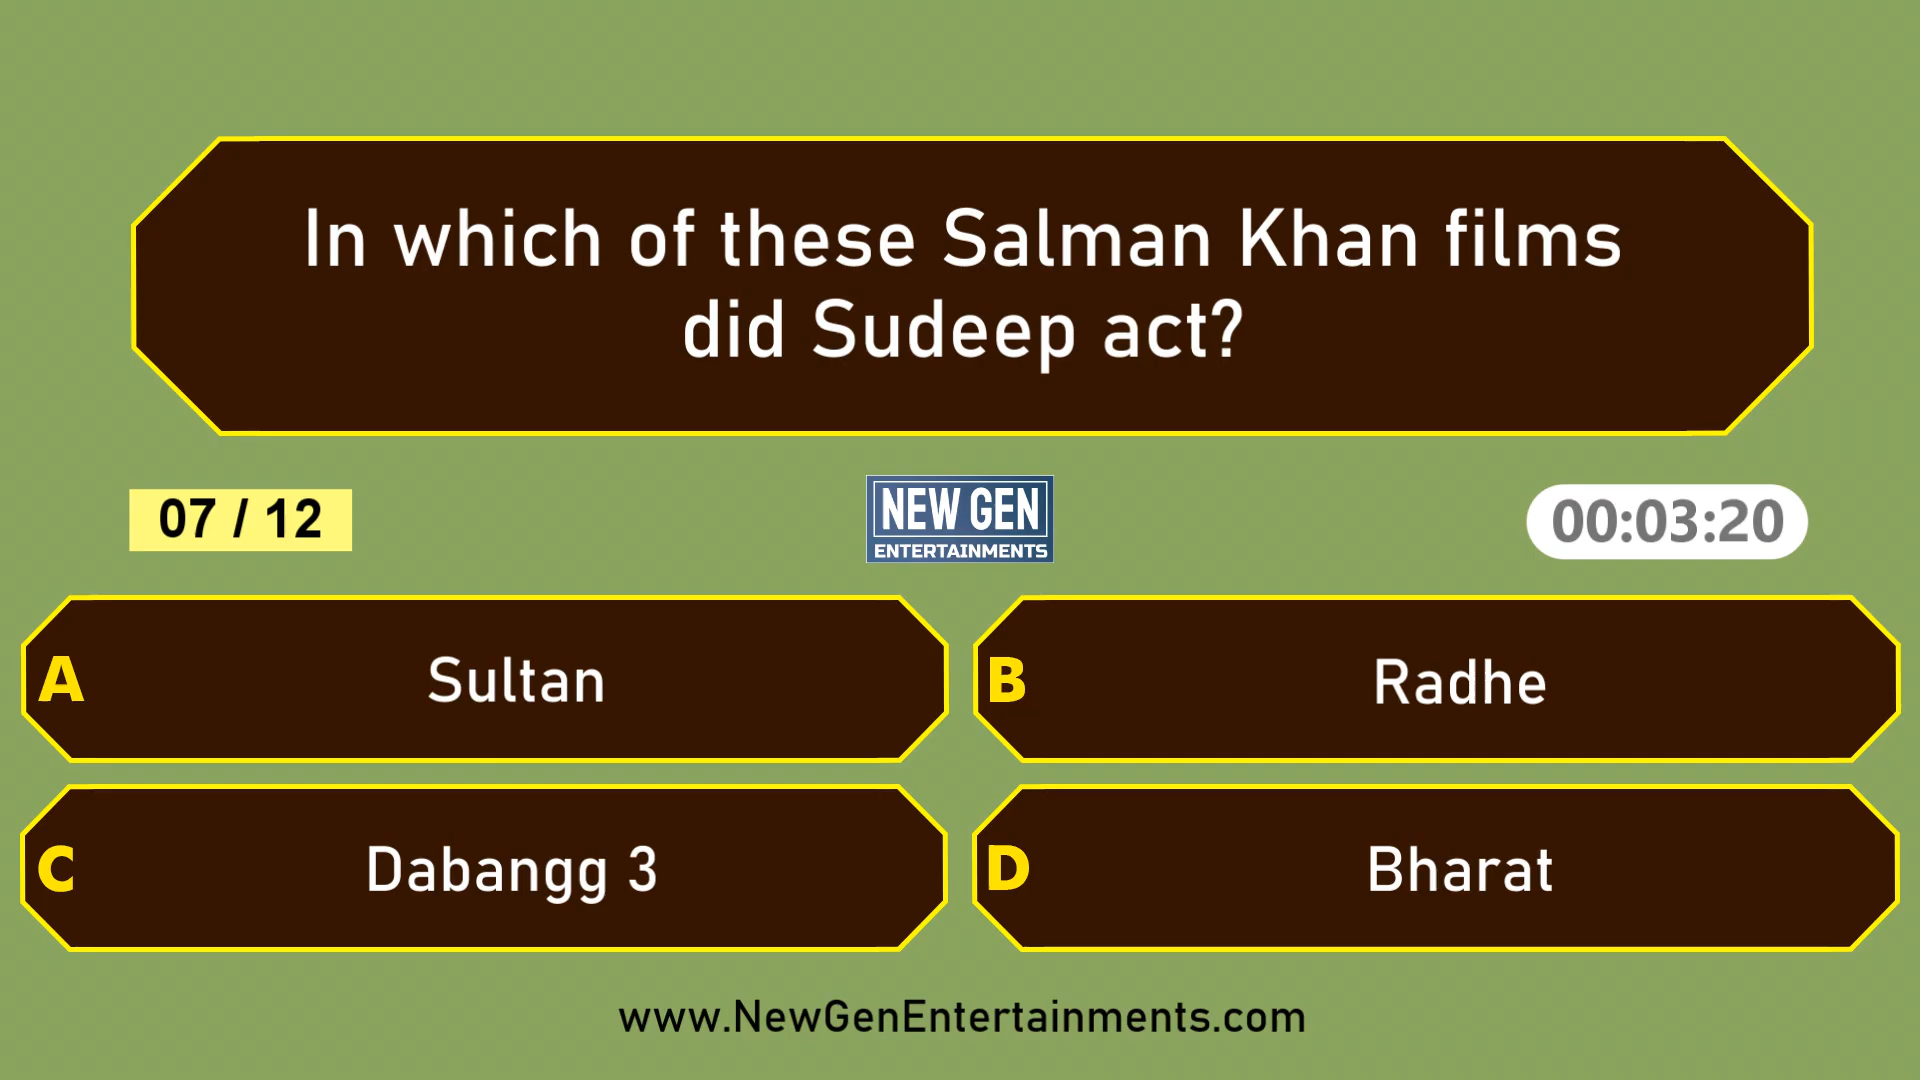 In which of these Salman Khan films
did Sudeep act?
07 / 12
NEW GEN
ENTERTAINMENTS
00:03:20
A Sultan
B Radhe
C Dabangg 3
D Bharat
www.NewGenEntertainments.com